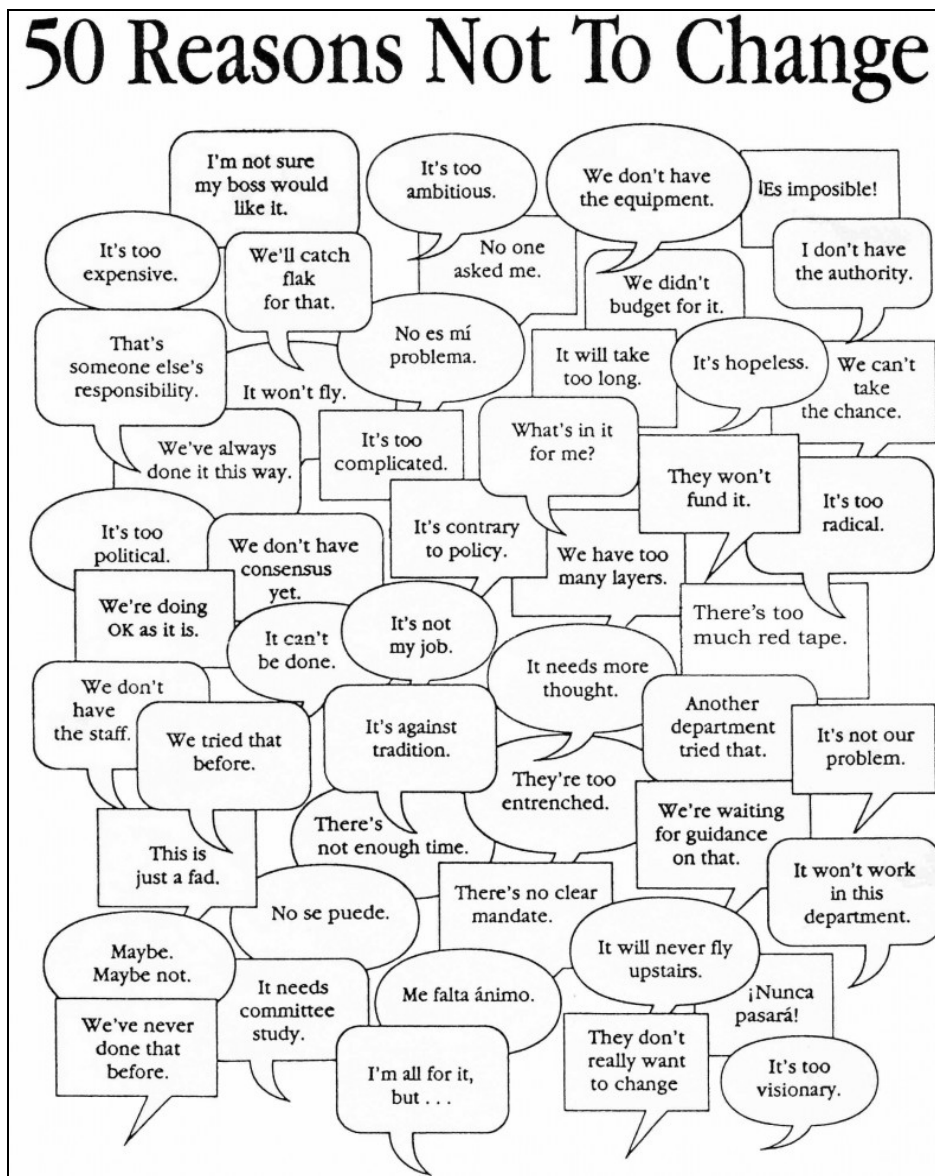 50 Reasons Not To Change
I'm not sure
my boss would
like it.
It's too
ambitious.
We don't have
the equipment.
¡Es imposible!
It's too
expensive.
We'll catch
flak
for that.
No one
asked me.
We didn't
budget for it.
I don't have
the authority.
That's
someone else's
responsibility.
It won't fly.
No es mí
problema.
It will take
too long.
It's hopeless.
We can't
take
the chance.
We've always
done it this way.
It's too
complicated.
What's in it
for me?
They won't
fund it.
It's too
radical.
It's too
political.
We don't have
consensus
yet.
It's contrary
to policy.
We have too
many layers.
We're doing
OK as it is.
It can't
be done.
It's not
my job.
There's too
much red tape.
It needs more
thought.
We don't
have
the staff.
We tried that
before.
It's against
tradition.
Another
department
tried that.
It's not our
problem.
They're too
entrenched.
This is
just a fad.
There's
not enough time.
We're waiting
for guidance
on that.
It won't work
in this
department.
No se puede.
There's no clear
mandate.
Maybe.
Maybe not.
It will never fly
upstairs.
It needs
committee
study.
Me falta ánimo.
¡Nunca
pasará!
We've never
done that
before.
I'm all for it,
but . . .
They don't
really want
to change
It's too
visionary.